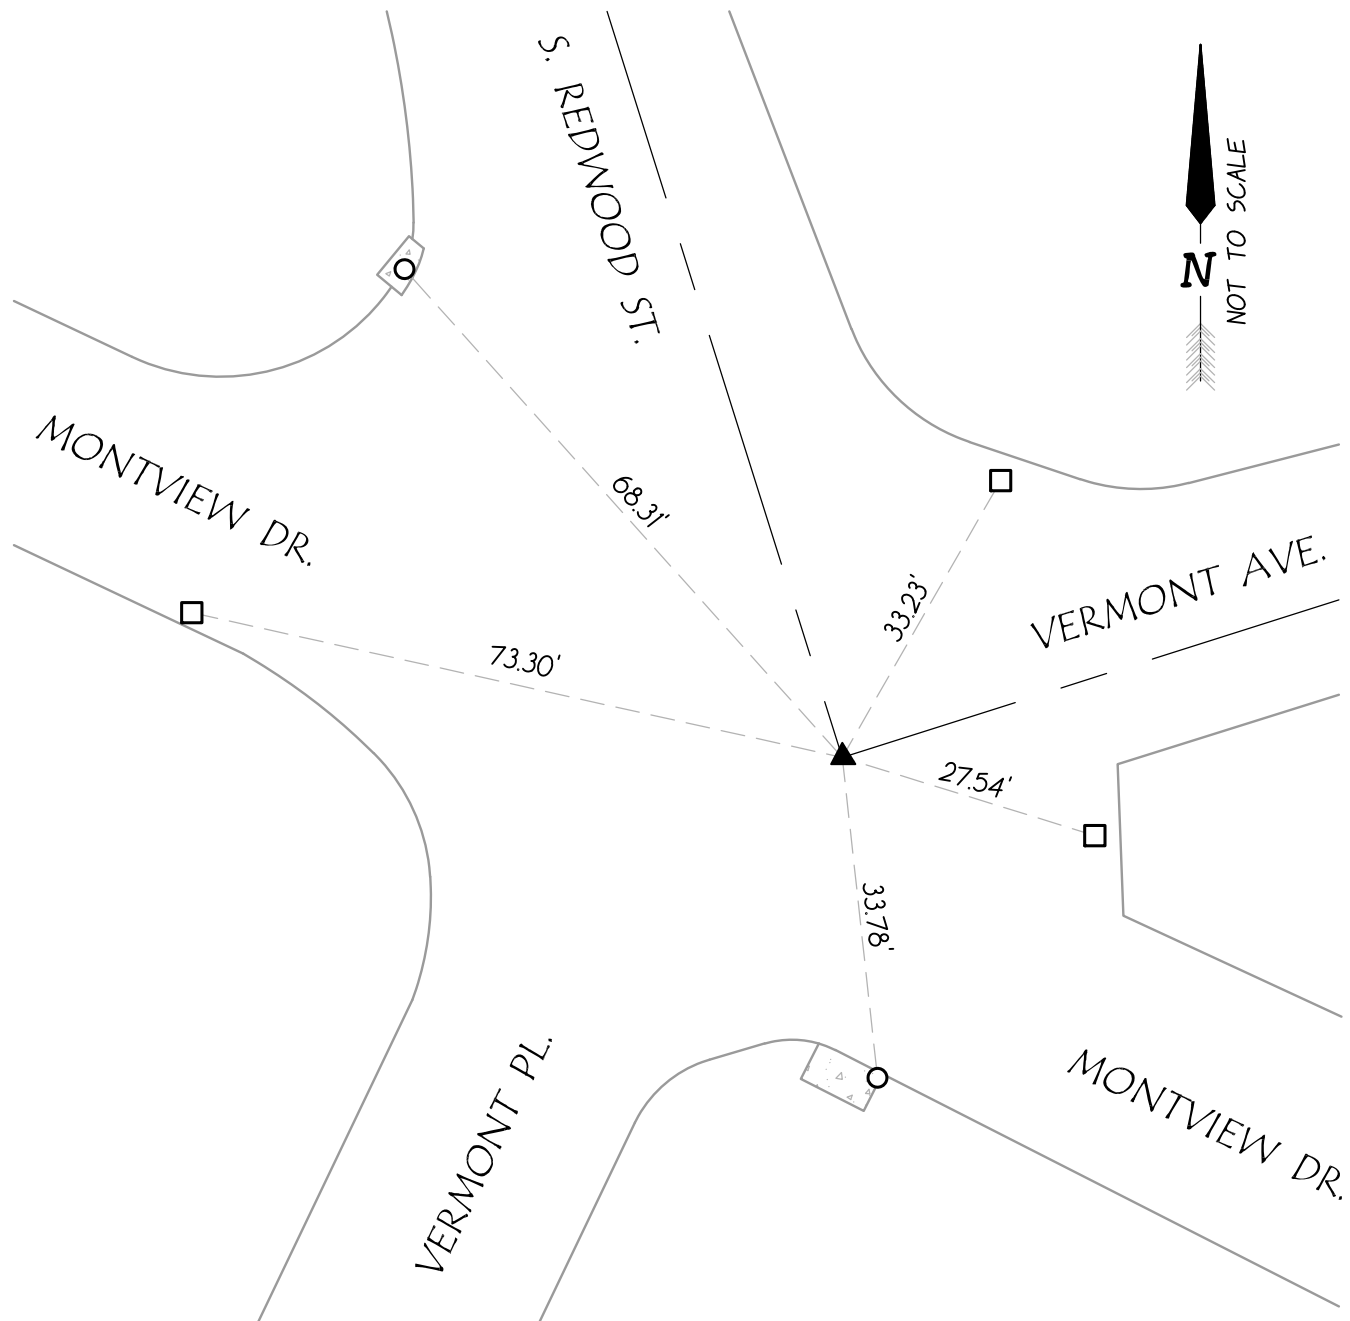 S. REDWOOD ST.
N
NOT TO SCALE
MONTVIEW DR.
68.31'
33.23'
VERMONT AVE.
73.30'
27.54'
33.78'
VERMONT PL.
MONTVIEW DR.